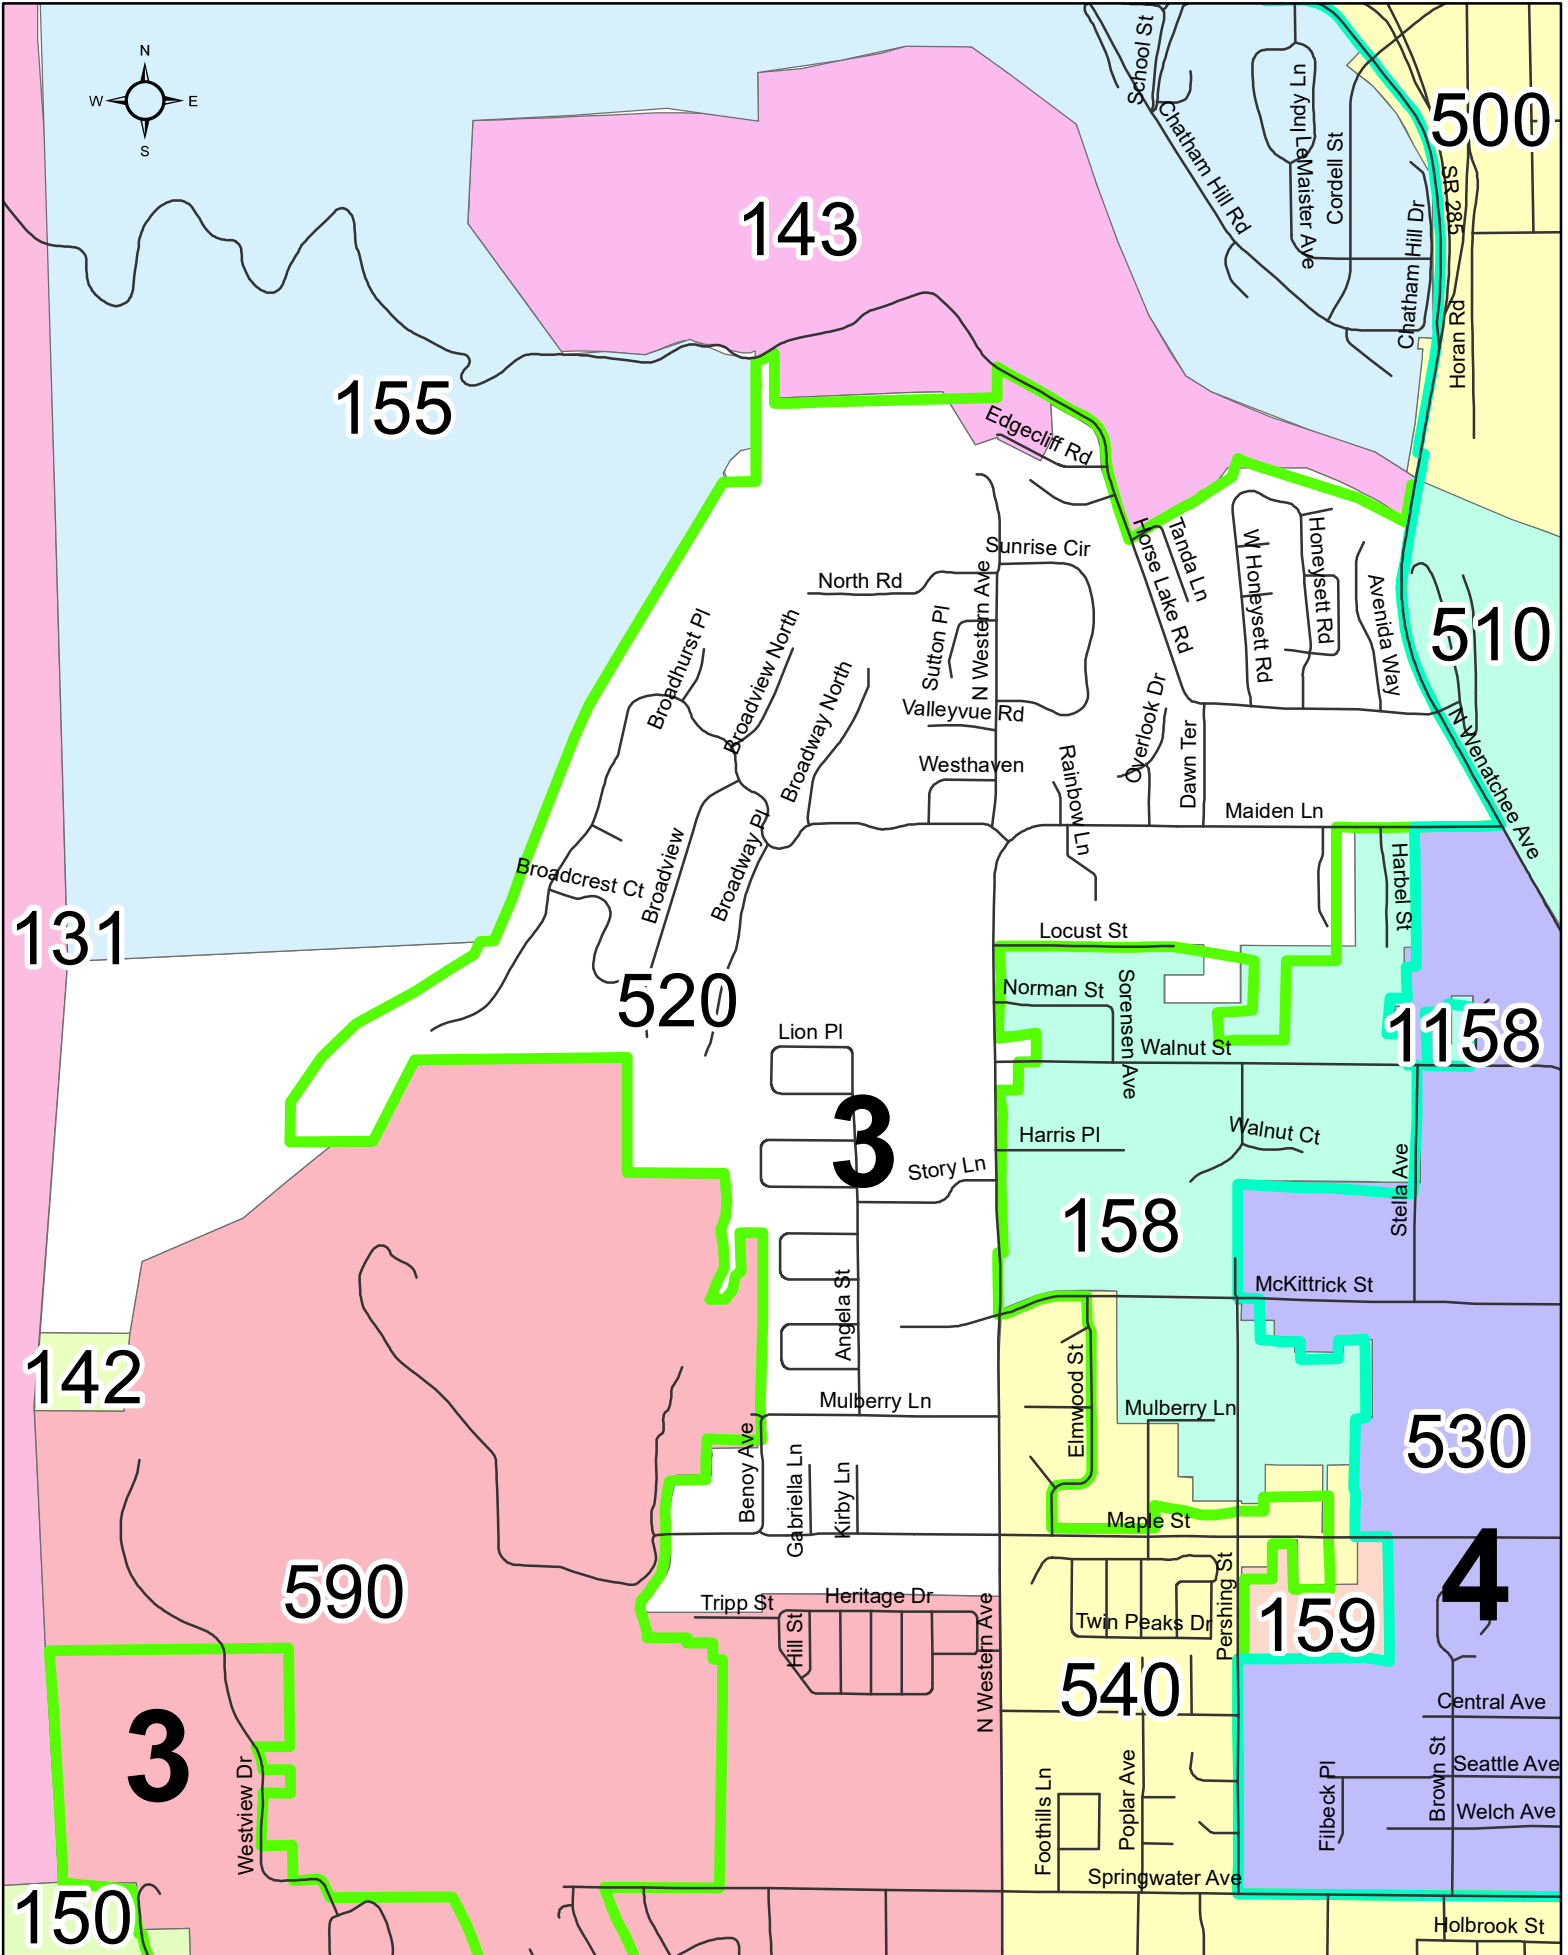 N
W
E
S
School St
Indy Ln
LeMaister Ave
Cordell St
Chatham Hill Rd
Chatham Hill Dr
500
SR 285
Horan Rd
143
155
Edgecliff Rd
Sunrise Cir
North Rd
N Western Ave
Horse Lake Rd
Tanda Ln
W Honeysett Rd
Honeysett Rd
Avenida Way
510
Broadhurst Pl
Broadview North
Broadway North
Sutton Pl
Valleyvue Rd
Westhaven
Rainbow Ln
Overlook Dr
Dawn Ter
N Wenatchee Ave
Maiden Ln
Broadcrest Ct
Broadview
Broadway Pl
Harbel St
131
Locust St
520
Norman St
Sorensen Ave
Walnut St
1158
Lion Pl
3
Harris Pl
Walnut Ct
Story Ln
Stella Ave
158
McKittrick St
Angela St
142
Mulberry Ln
Elmwood St
Mulberry Ln
530
Benoy Ave
Gabriella Ln
Kirby Ln
Maple St
590
Tripp St
Heritage Dr
Hill St
N Western Ave
Twin Peaks Dr
Pershing St
159
4
540
3
Westview Dr
Central Ave
Foothills Ln
Poplar Ave
Filbeck Pl
Brown St
Seattle Ave
Welch Ave
Springwater Ave
150
Holbrook St